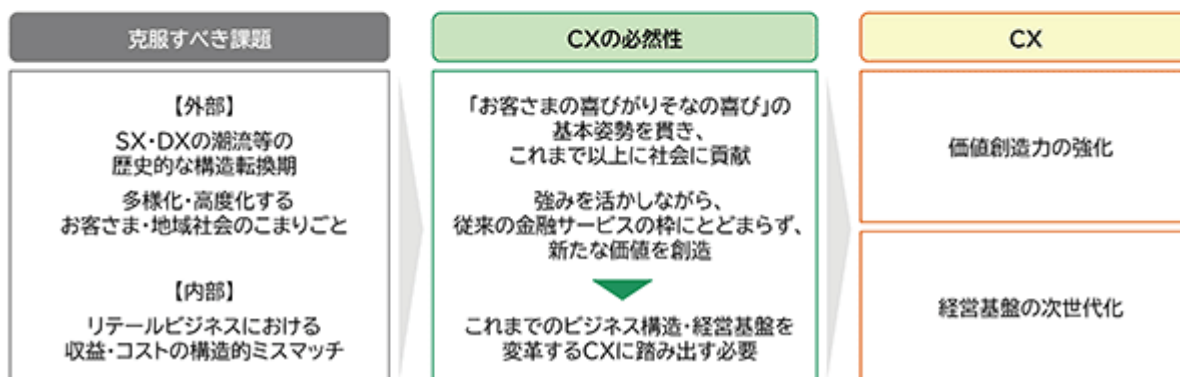 克服すべき課題
【外部】
SX・DXの潮流等の
歴史的な構造転換期
多様化・高度化する
お客さま・地域社会のこまりごと
【内部】
リテールビジネスにおける
収益・コストの構造的ミスマッチ
CXの必然性
「お客さまの喜びがりそなの喜び」の
基本姿勢を貫き、
これまで以上に社会に貢献
強みを活かしながら、
従来の金融サービスの枠にとどまらず、
新たな価値を創造
これまでのビジネス構造・経営基盤を
変革するCXに踏み出す必要
CX
価値創造力の強化
経営基盤の次世代化